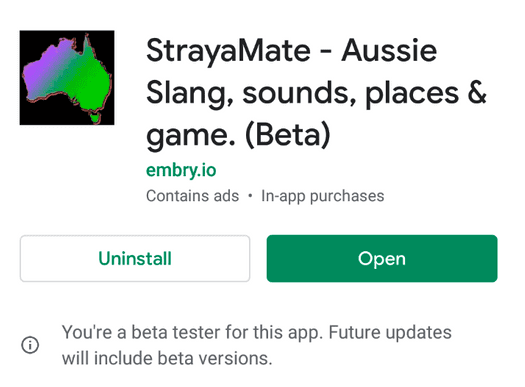 StrayaMate - Aussie
Slang, sounds, places &
game. (Beta)
embry.io
Contains ads • In-app purchases
Uninstall
Open
You're a beta tester for this app. Future updates
will include beta versions.